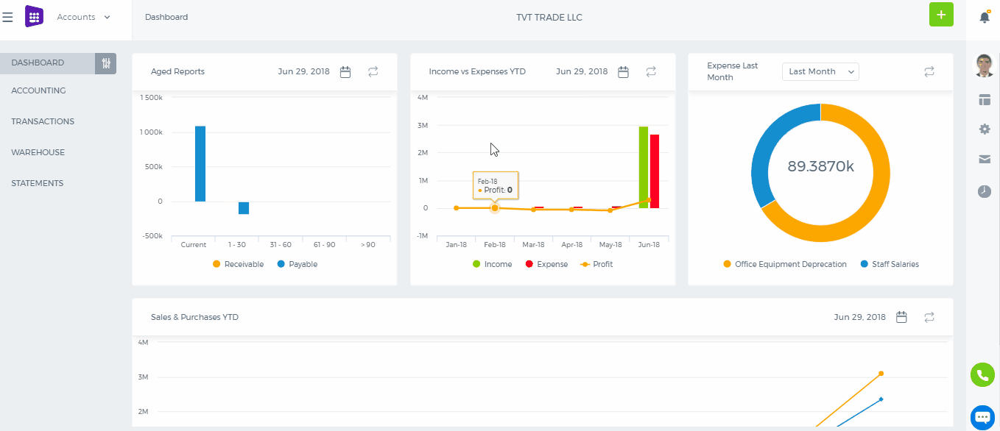 Accounts
Dashboard
TVT TRADE LLC
DASHBOARD
ACCOUNTING
TRANSACTIONS
WAREHOUSE
STATEMENTS
Aged Reports
Jun 29, 2018
1 500k
1 000k
500k
0
-500k
Current 1 - 30 31 - 60 61 - 90 > 90
Receivable Payable
Income vs Expenses YTD
Jun 29, 2018
4M
3M
2M
1M
0
-1M
Feb-18
Profit: 0
Jan-18 Feb-18 Mar-18 Apr-18 May-18 Jun-18
Income Expense Profit
Expense Last
Month
Last Month
89.3870k
Office Equipment Deprecation Staff Salaries
Sales & Purchases YTD
Jun 29, 2018
4M
3M
2M